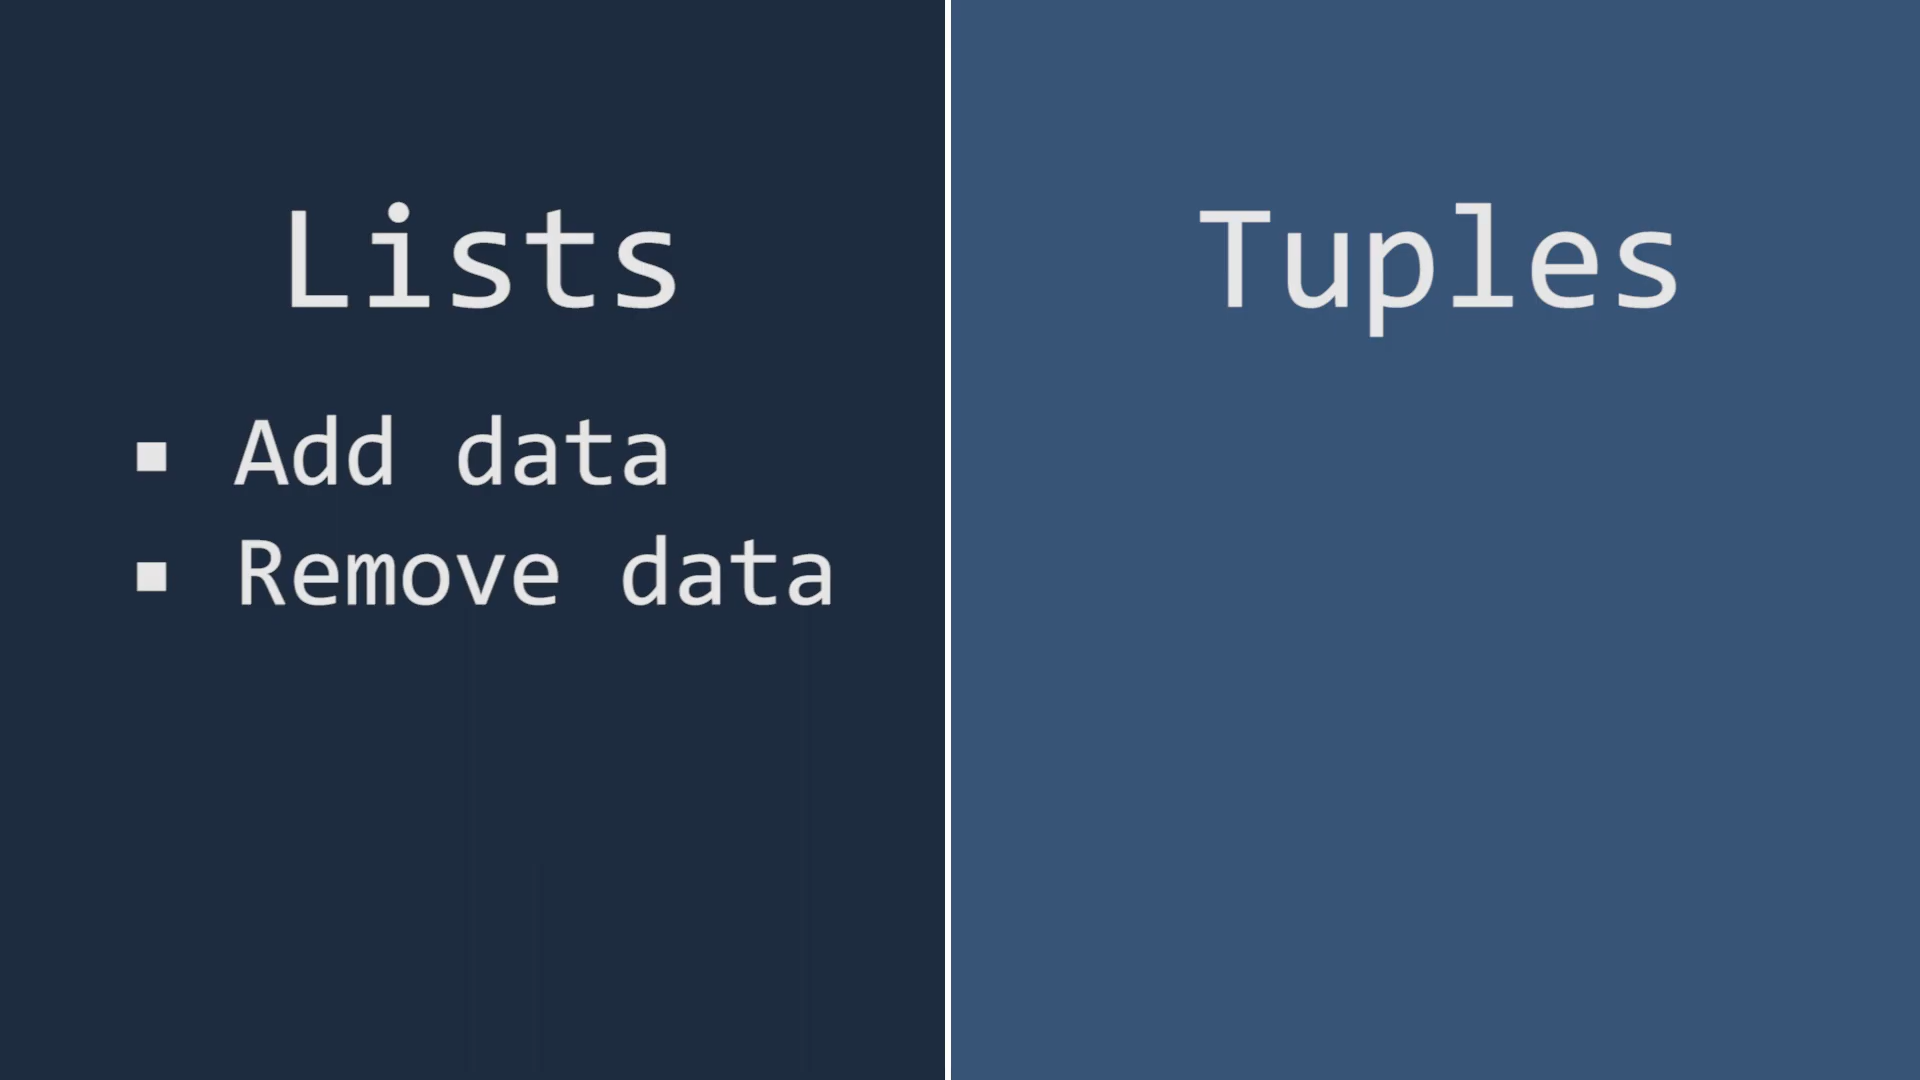 Lists
▪ Add data
▪ Remove data
Tuples